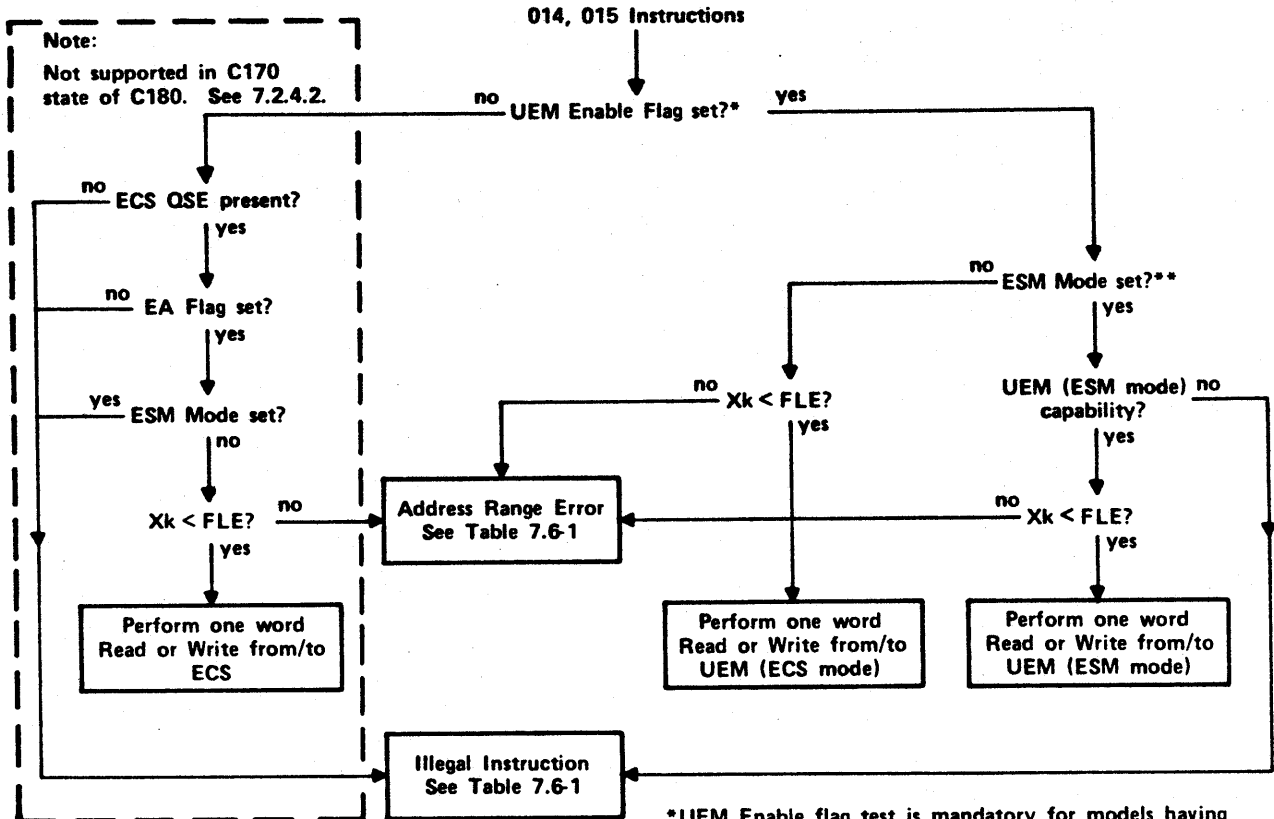 014, 015 Instructions
Note:
Not supported in C170
state of C180. See 7.2.4.2.
no
UEM Enable Flag set?*
yes
no
ECS QSE present?
yes
no
EA Flag set?
yes
yes
ESM Mode set?
no
Xk < FLE?
no
yes
Perform one word
Read or Write from/to
ECS
no
ESM Mode set?**
yes
no
Xk < FLE?
yes
UEM (ESM mode)
capability?
no
yes
Address Range Error
See Table 7.6-1
no
Xk < FLE?
yes
Perform one word
Read or Write from/to
UEM (ECS mode)
Perform one word
Read or Write from/to
UEM (ESM mode)
Illegal Instruction
See Table 7.6-1
*UEM Enable flag test is mandatory for models having